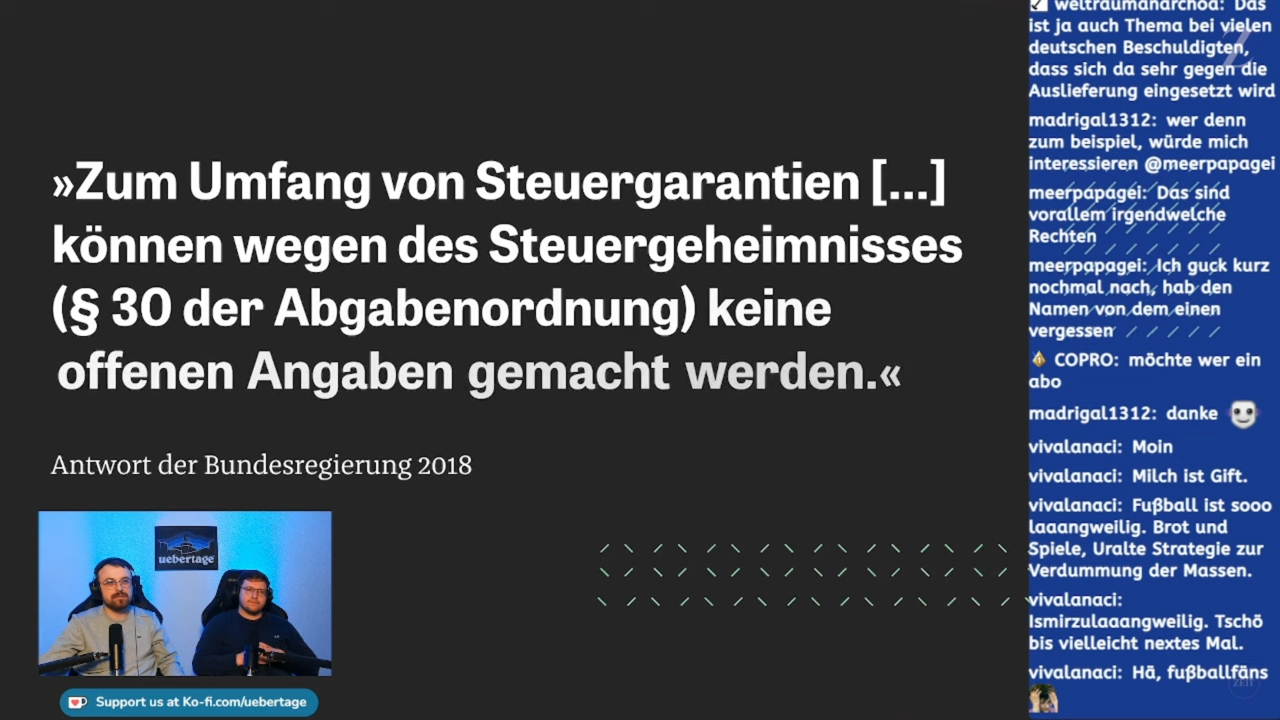 »Zum Umfang von Steuergarantien [...]
können wegen des Steuergeheimnisses
(§ 30 der Abgabenordnung) keine
offenen Angaben gemacht werden.«
Antwort der Bundesregierung 2018
uebertage
Support us at Ko-fi.com/uebertage
weltraumanarchoa: Das
ist ja auch Thema bei vielen
deutschen Beschuldigten,
dass sich da sehr gegen die
Auslieferung eingesetzt wird
madrigal1312: wer denn
zum beispiel, würde mich
interessieren @meerpapagei
meerpapagei: Das sind
vorallem irgendwelche
Rechten
meerpapagei: Ich guck kurz
nochmal nach, hab den
Namen von dem einen
vergessen
COPRO: möchte wer ein
abo
madrigal1312: danke
vivalanaci: Moin
vivalanaci: Milch ist Gift.
vivalanaci: Fußball ist sooo
laaangweilig. Brot und
Spiele, Uralte Strategie zur
Verdummung der Massen.
vivalanaci:
Ismirzulaaangweilig. Tschö
bis vielleicht nextes Mal.
vivalanaci: Hä, fußballfäns
ZEIT